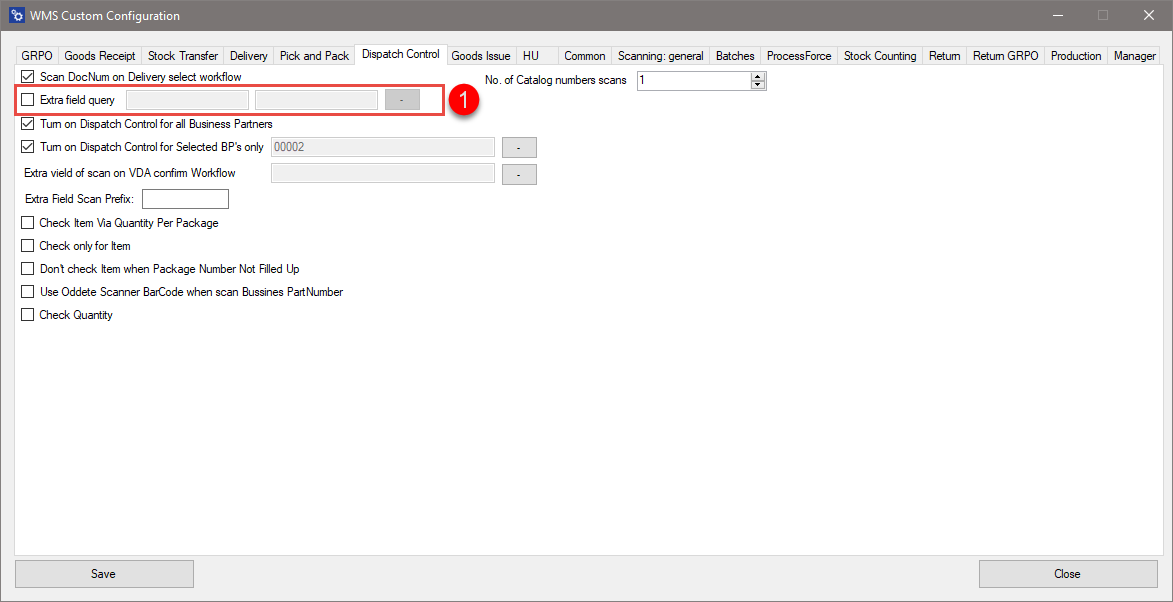 WMS Custom Configuration
GRPO Goods Receipt Stock Transfer Delivery Pick and Pack Dispatch Control Goods Issue HU Common Scanning: general Batches ProcessForce Stock Counting Return Return GRPO Production Manager
Scan DocNum on Delivery select workflow No. of Catalog numbers scans 1
Extra field query - 1
Turn on Dispatch Control for all Business Partners
Turn on Dispatch Control for Selected BP's only 00002 -
Extra vield of scan on VDA confirm Workflow -
Extra Field Scan Prefix:
Check Item Via Quantity Per Package
Check only for Item
Don't check Item when Package Number Not Filled Up
Use Oddete Scanner BarCode when scan Bussines PartNumber
Check Quantity
Save Close